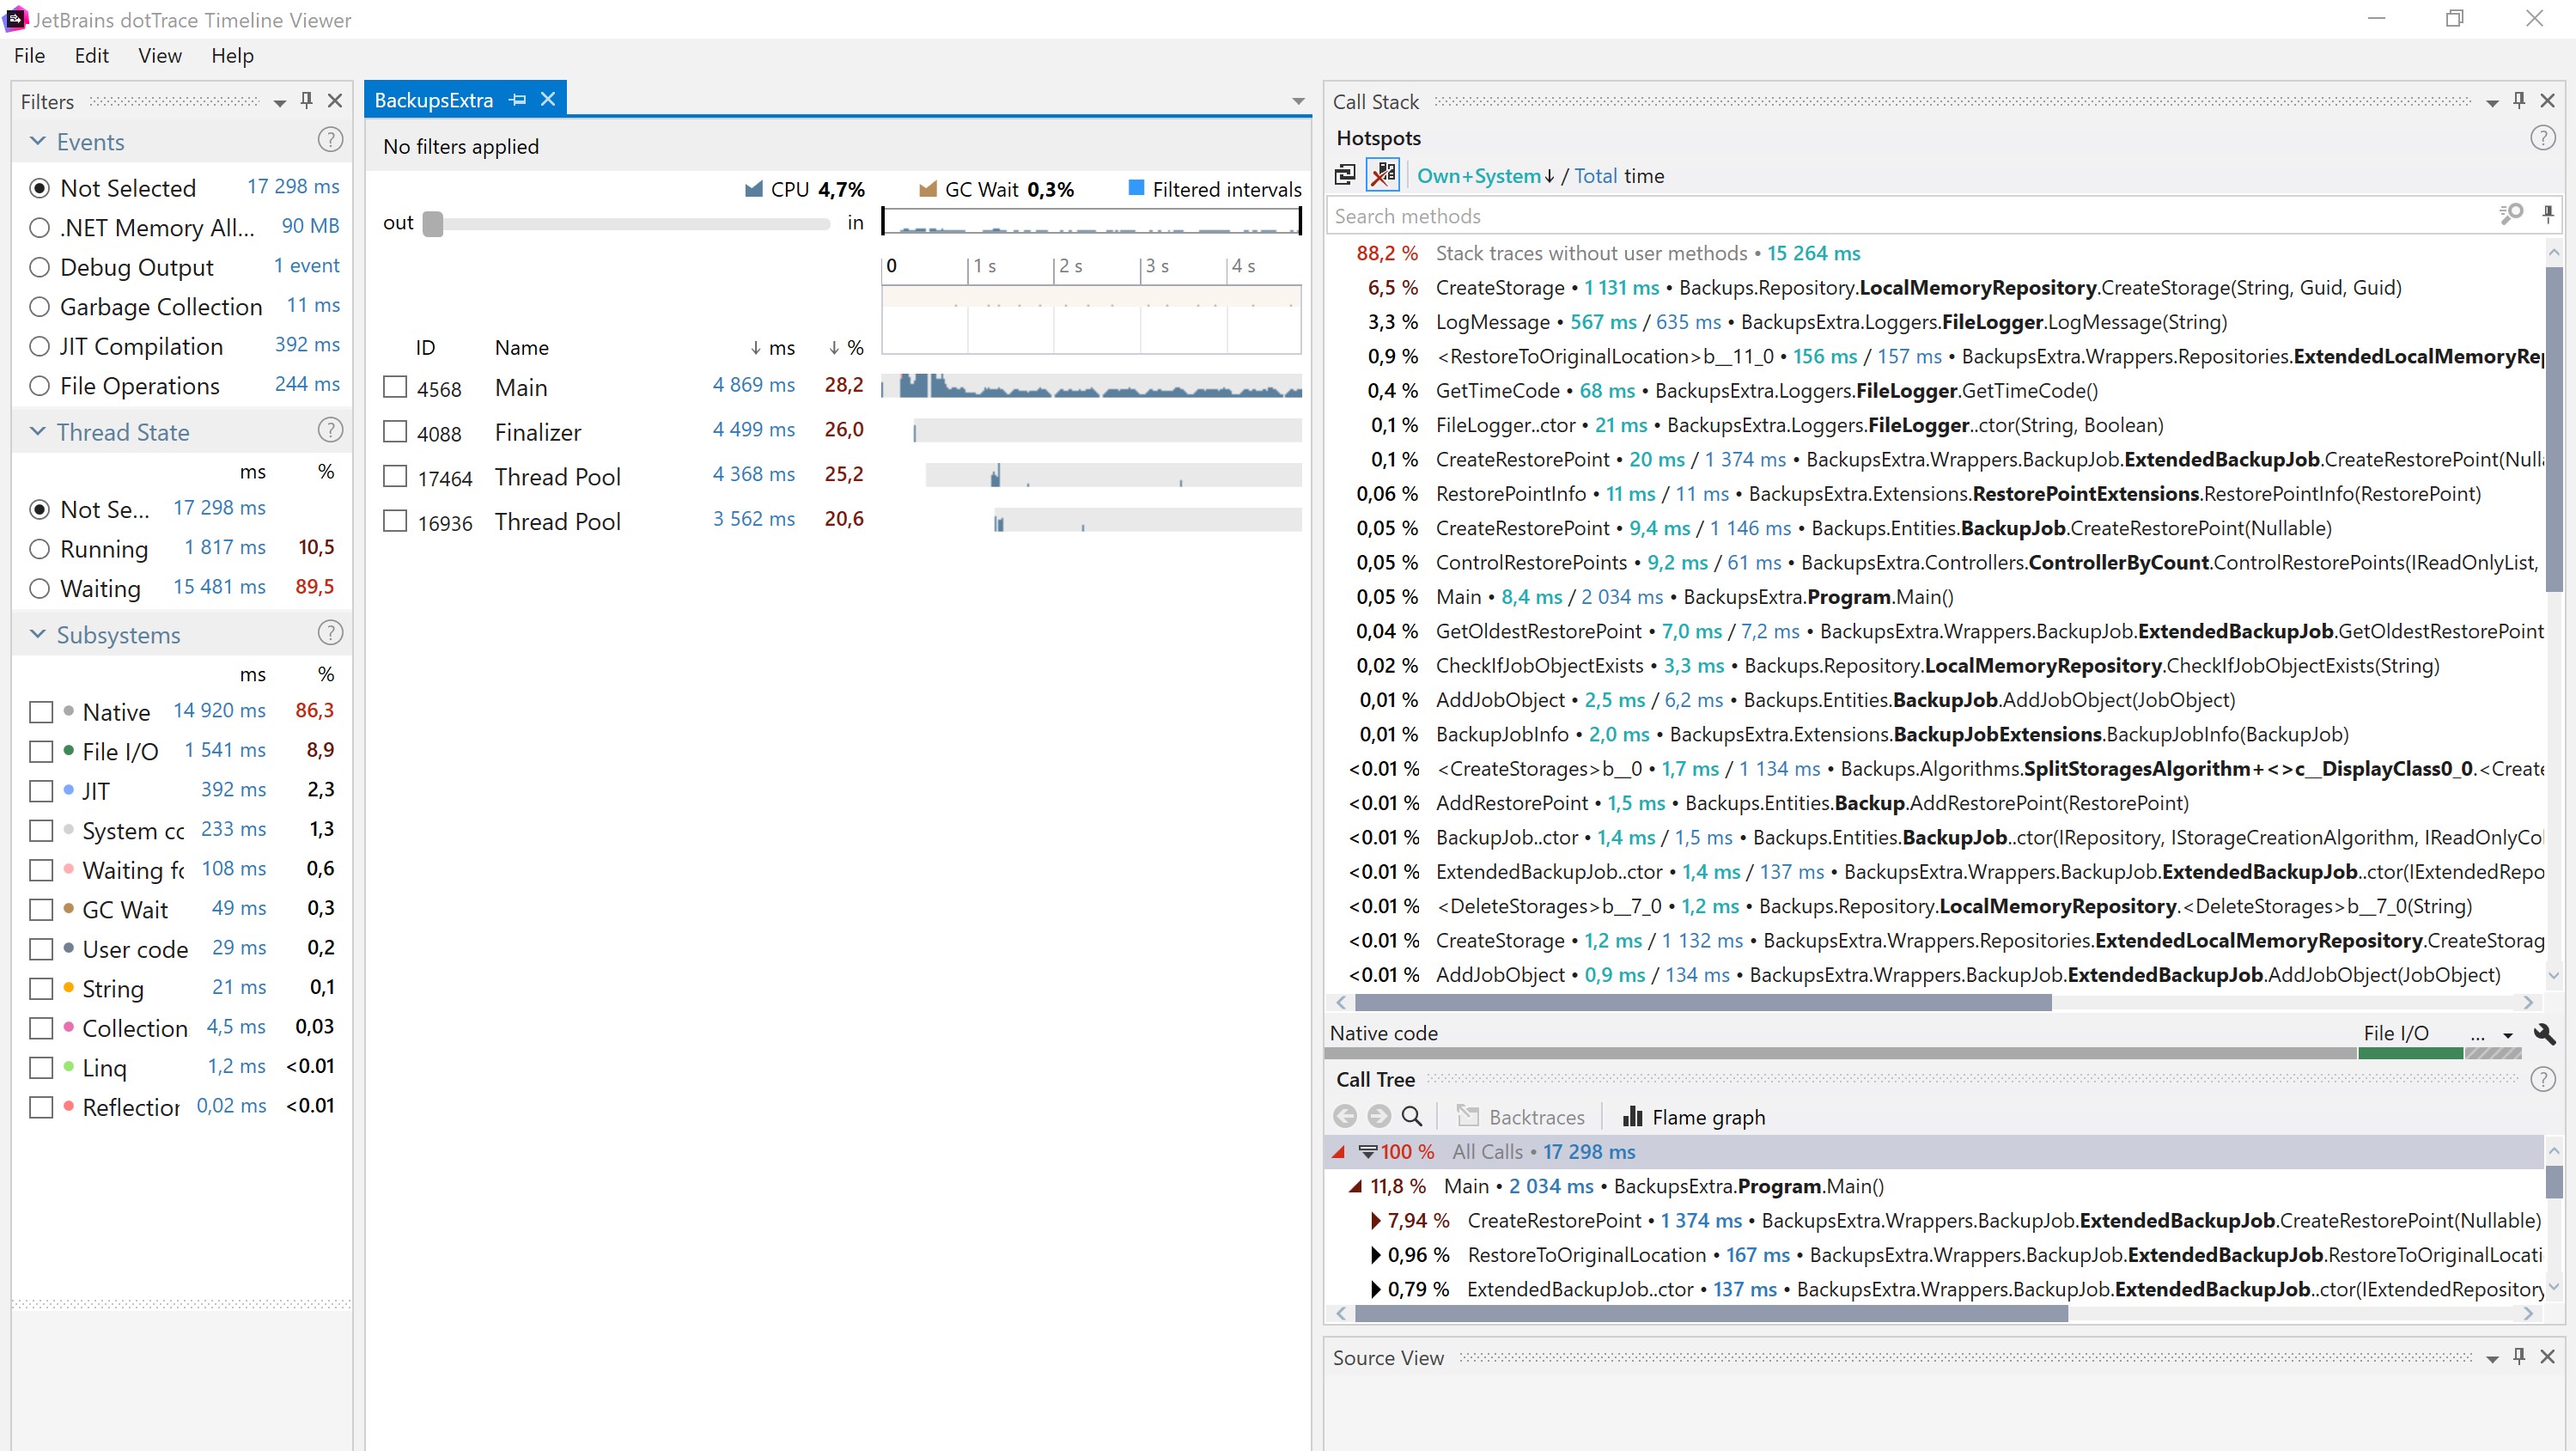 JetBrains dotTrace Timeline Viewer
File Edit View Help
Filters
Events
Not Selected 17 298 ms
.NET Memory All... 90 MB
Debug Output 1 event
Garbage Collection 11 ms
JIT Compilation 392 ms
File Operations 244 ms
Thread State
ms %
Not Se... 17 298 ms
Running 1 817 ms 10,5
Waiting 15 481 ms 89,5
Subsystems
ms %
Native 14 920 ms 86,3
File I/O 1 541 ms 8,9
JIT 392 ms 2,3
System cc 233 ms 1,3
Waiting fc 108 ms 0,6
GC Wait 49 ms 0,3
User code 29 ms 0,2
String 21 ms 0,1
Collection 4,5 ms 0,03
Linq 1,2 ms <0.01
Reflection 0,02 ms <0.01
BackupsExtra
No filters applied
CPU 4,7% GC Wait 0,3% Filtered intervals
out in
0 1 s 2 s 3 s 4 s
ID Name ↓ ms ↓ %
4568 Main 4 869 ms 28,2
4088 Finalizer 4 499 ms 26,0
17464 Thread Pool 4 368 ms 25,2
16936 Thread Pool 3 562 ms 20,6
Call Stack
Hotspots
Own+System↓ / Total time
Search methods
88,2 % Stack traces without user methods • 15 264 ms
6,5 % CreateStorage • 1 131 ms • Backups.Repository.LocalMemoryRepository.CreateStorage(String, Guid, Guid)
3,3 % LogMessage • 567 ms / 635 ms • BackupsExtra.Loggers.FileLogger.LogMessage(String)
0,9 % <RestoreToOriginalLocation>b__11_0 • 156 ms / 157 ms • BackupsExtra.Wrappers.Repositories.ExtendedLocalMemoryRep
0,4 % GetTimeCode • 68 ms • BackupsExtra.Loggers.FileLogger.GetTimeCode()
0,1 % FileLogger..ctor • 21 ms • BackupsExtra.Loggers.FileLogger..ctor(String, Boolean)
0,1 % CreateRestorePoint • 20 ms / 1 374 ms • BackupsExtra.Wrappers.BackupJob.ExtendedBackupJob.CreateRestorePoint(Nulla
0,06 % RestorePointInfo • 11 ms / 11 ms • BackupsExtra.Extensions.RestorePointExtensions.RestorePointInfo(RestorePoint)
0,05 % CreateRestorePoint • 9,4 ms / 1 146 ms • Backups.Entities.BackupJob.CreateRestorePoint(Nullable)
0,05 % ControlRestorePoints • 9,2 ms / 61 ms • BackupsExtra.Controllers.ControllerByCount.ControlRestorePoints(IReadOnlyList,
0,05 % Main • 8,4 ms / 2 034 ms • BackupsExtra.Program.Main()
0,04 % GetOldestRestorePoint • 7,0 ms / 7,2 ms • BackupsExtra.Wrappers.BackupJob.ExtendedBackupJob.GetOldestRestorePoint
0,02 % CheckIfJobObjectExists • 3,3 ms • Backups.Repository.LocalMemoryRepository.CheckIfJobObjectExists(String)
0,01 % AddJobObject • 2,5 ms / 6,2 ms • Backups.Entities.BackupJob.AddJobObject(JobObject)
0,01 % BackupJobInfo • 2,0 ms • BackupsExtra.Extensions.BackupJobExtensions.BackupJobInfo(BackupJob)
<0.01 % <CreateStorages>b__0 • 1,7 ms / 1 134 ms • Backups.Algorithms.SplitStoragesAlgorithm+<>c__DisplayClass0_0.<Create
<0.01 % AddRestorePoint • 1,5 ms • Backups.Entities.Backup.AddRestorePoint(RestorePoint)
<0.01 % BackupJob..ctor • 1,4 ms / 1,5 ms • Backups.Entities.BackupJob..ctor(IRepository, IStorageCreationAlgorithm, IReadOnlyCol
<0.01 % ExtendedBackupJob..ctor • 1,4 ms / 137 ms • BackupsExtra.Wrappers.BackupJob.ExtendedBackupJob..ctor(IExtendedRepo
<0.01 % <DeleteStorages>b__7_0 • 1,2 ms • Backups.Repository.LocalMemoryRepository.<DeleteStorages>b__7_0(String)
<0.01 % CreateStorage • 1,2 ms / 1 132 ms • BackupsExtra.Wrappers.Repositories.ExtendedLocalMemoryRepository.CreateStorag
<0.01 % AddJobObject • 0,9 ms / 134 ms • BackupsExtra.Wrappers.BackupJob.ExtendedBackupJob.AddJobObject(JobObject)
Native code File I/O ...
Call Tree
Backtraces Flame graph
100 % All Calls • 17 298 ms
11,8 % Main • 2 034 ms • BackupsExtra.Program.Main()
7,94 % CreateRestorePoint • 1 374 ms • BackupsExtra.Wrappers.BackupJob.ExtendedBackupJob.CreateRestorePoint(Nullable)
0,96 % RestoreToOriginalLocation • 167 ms • BackupsExtra.Wrappers.BackupJob.ExtendedBackupJob.RestoreToOriginalLocati
0,79 % ExtendedBackupJob..ctor • 137 ms • BackupsExtra.Wrappers.BackupJob.ExtendedBackupJob..ctor(IExtendedRepository
Source View